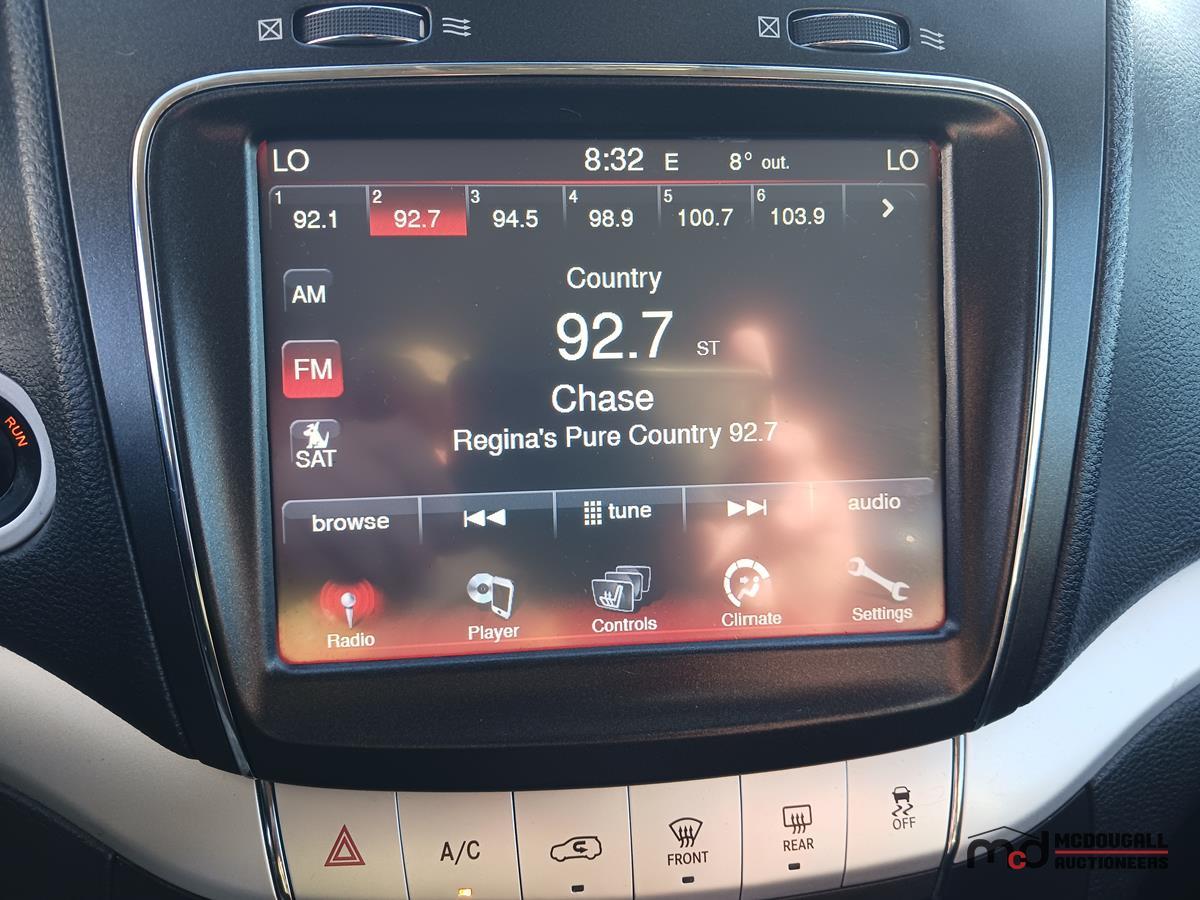 LO 8:32 E 8° out. LO
1 92.1 2 92.7 3 94.5 4 98.9 5 100.7 6 103.9 >
Country
AM
92.7 ST
FM
Chase
Regina's Pure Country 92.7
SAT
browse tune audio
Radio Player Controls Climate Settings
RUN
A/C FRONT REAR OFF
mcd MCDOUGALL
AUCTIONEERS